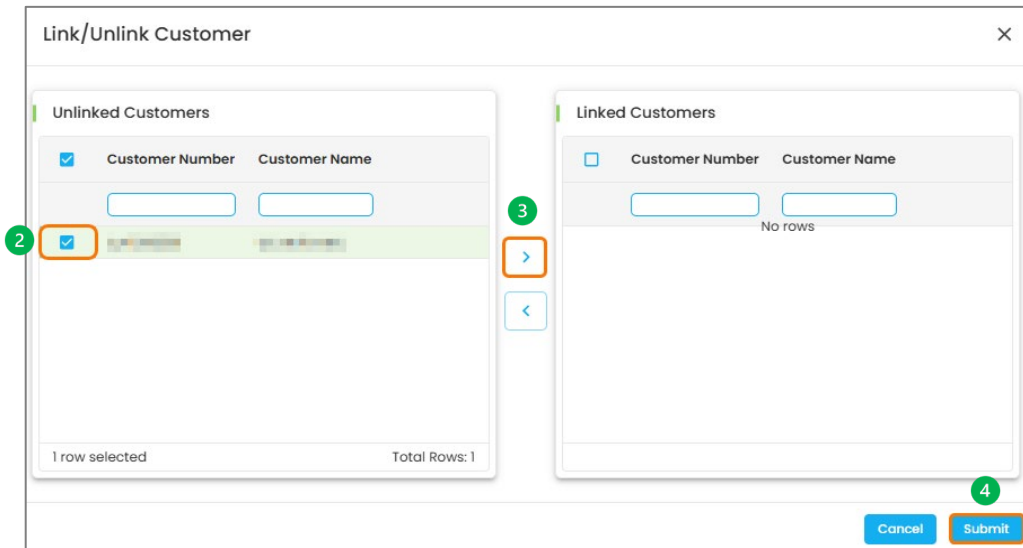 Link/Unlink Customer
Unlinked Customers
Customer Number Customer Name
2
1 row selected Total Rows: 1
3
Linked Customers
Customer Number Customer Name
No rows
4
Cancel Submit